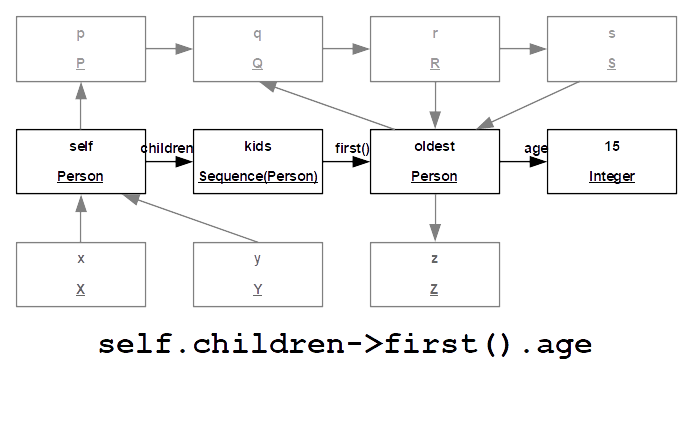 p q r s
P Q R S
self children kids first() oldest age 15
Person Sequence(Person) Person Integer
x y z
X Y Z
self.children->first().age